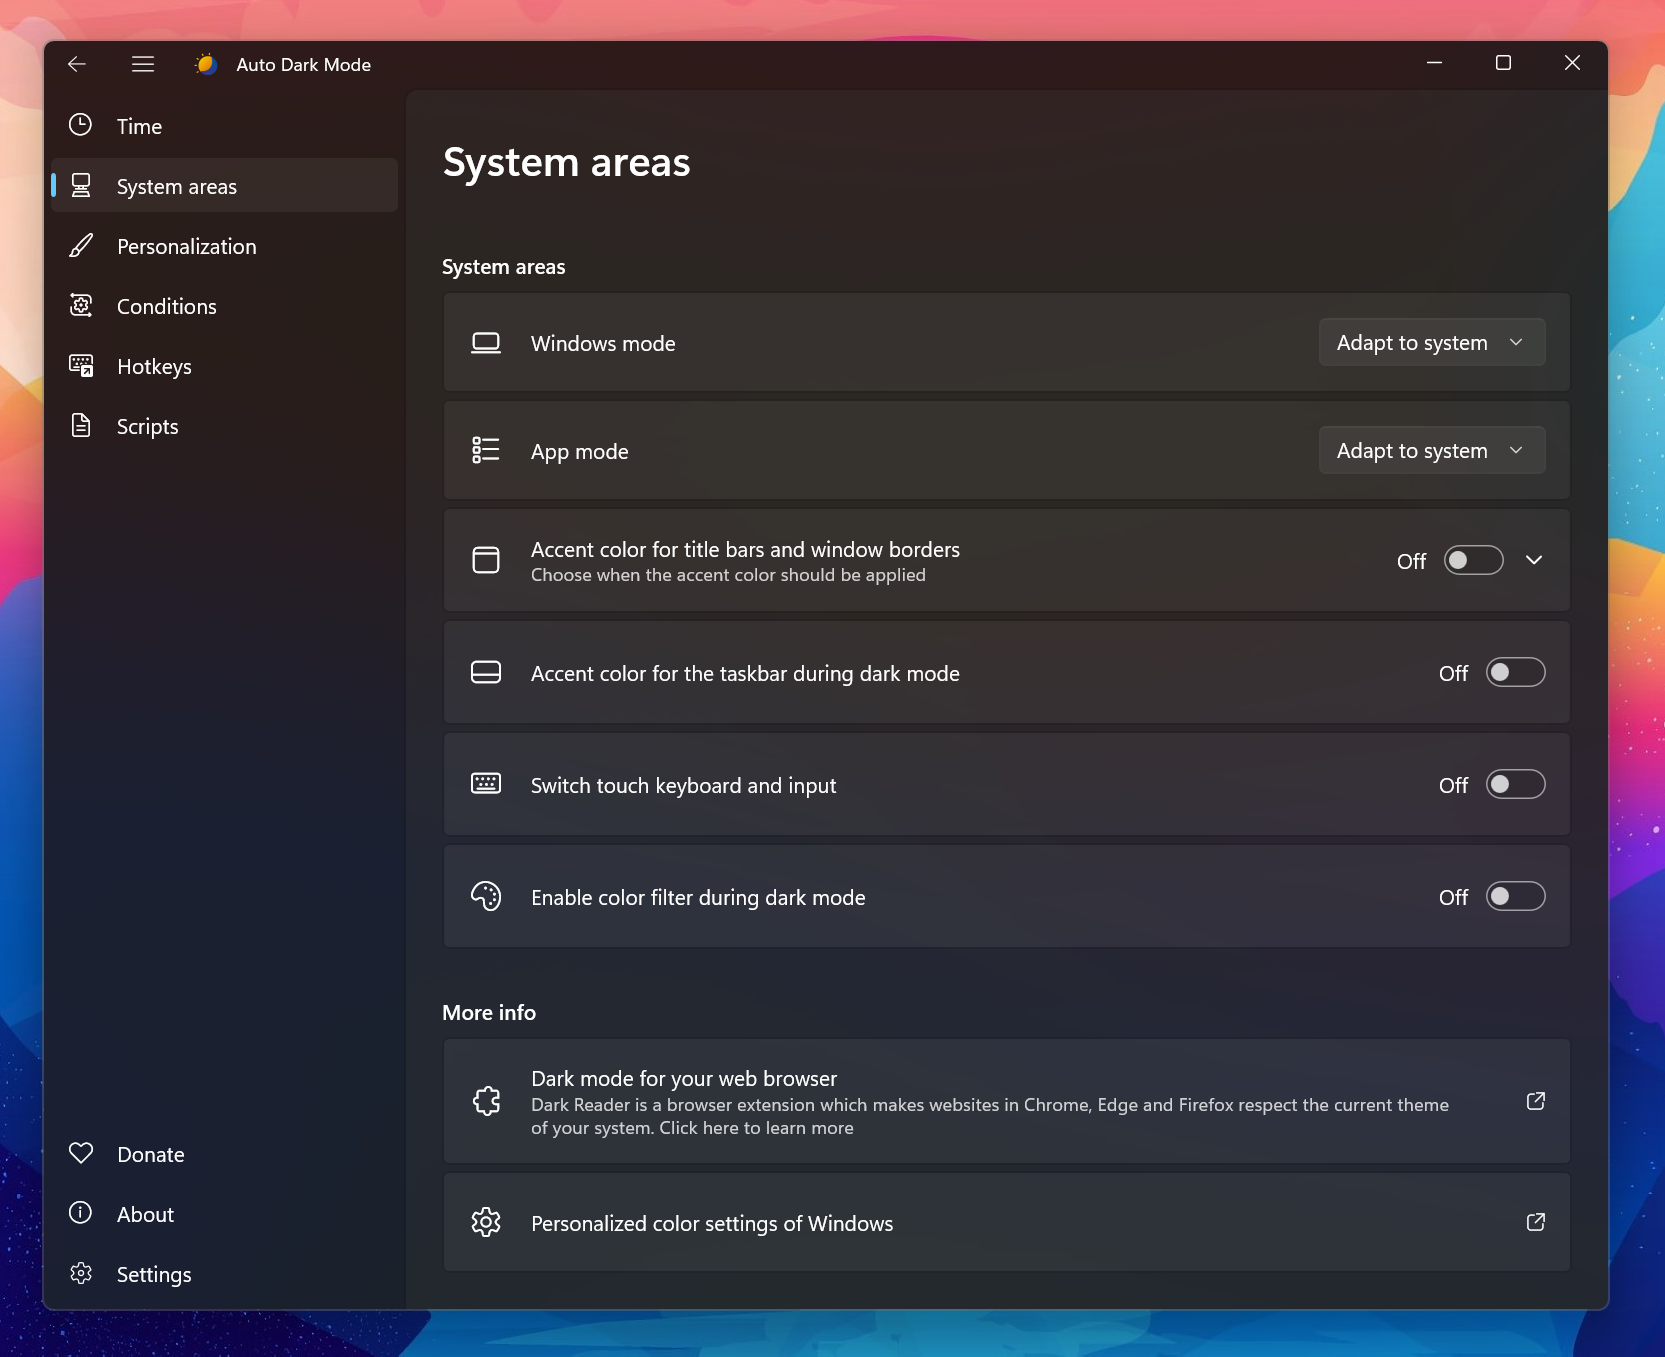 Auto Dark Mode
Time
System areas
Personalization
Conditions
Hotkeys
Scripts
Donate
About
Settings
System areas
System areas
Windows mode
Adapt to system
App mode
Adapt to system
Accent color for title bars and window borders
Choose when the accent color should be applied
Off
Accent color for the taskbar during dark mode
Off
Switch touch keyboard and input
Off
Enable color filter during dark mode
Off
More info
Dark mode for your web browser
Dark Reader is a browser extension which makes websites in Chrome, Edge and Firefox respect the current theme
of your system. Click here to learn more
Personalized color settings of Windows